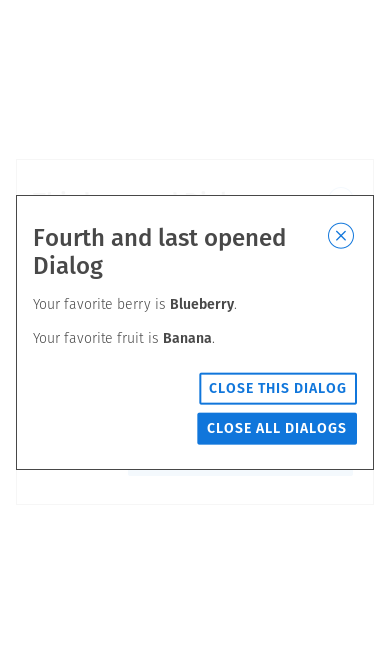 Fourth and last opened
Dialog
Your favorite berry is Blueberry.
Your favorite fruit is Banana.
CLOSE THIS DIALOG
CLOSE ALL DIALOGS